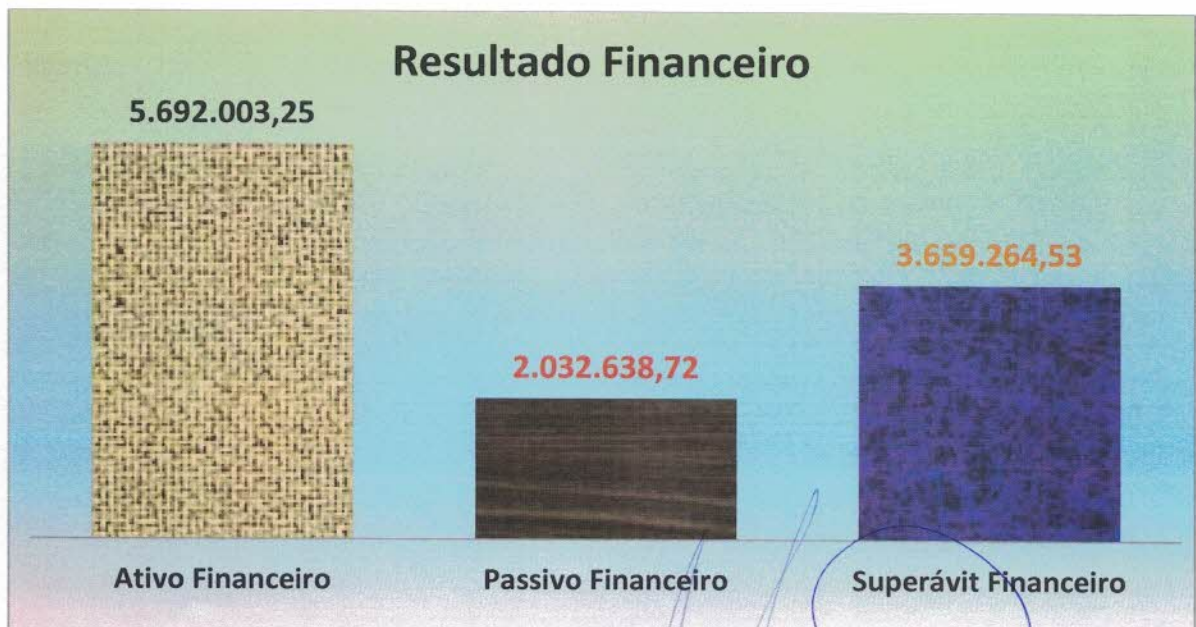 Resultado Financeiro
5.692.003,25
3.659.264,53
2.032.638,72
Ativo Financeiro
Passivo Financeiro
Superávit Financeiro